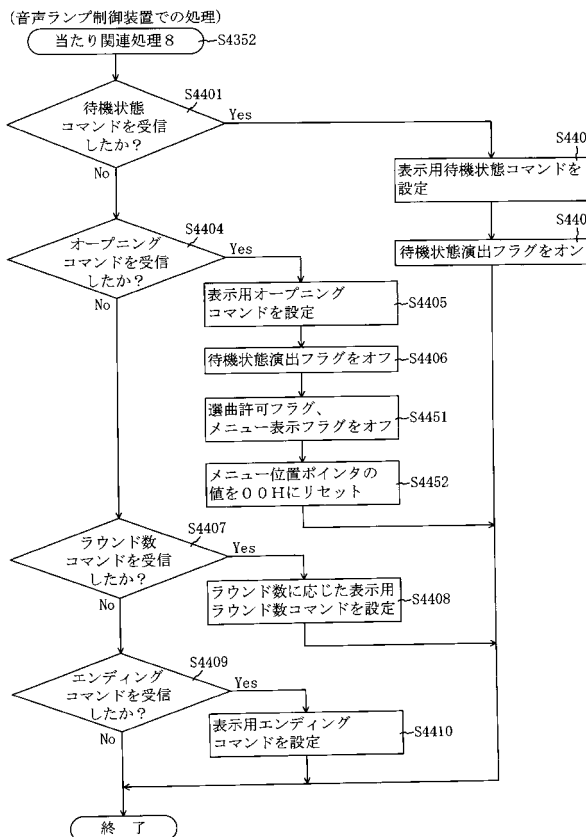 (音声ランプ制御装置での処理)
当たり関連処理8
S4352
S4401
待機状態
コマンドを受信
したか？
Yes
No
S440
表示用待機状態コマンドを
設定
S440
待機状態演出フラグをオン
S4404
オープニング
コマンドを受信
したか？
Yes
No
表示用オープニング
コマンドを設定
S4405
待機状態演出フラグをオフ
S4406
選曲許可フラグ、
メニュー表示フラグをオフ
S4451
メニュー位置ポインタの
値を００Hにリセット
S4452
S4407
ラウンド数
コマンドを受信
したか？
Yes
No
ラウンド数に応じた表示用
ラウンド数コマンドを設定
S4408
S4409
エンディング
コマンドを受信
したか？
Yes
No
表示用エンディング
コマンドを設定
S4410
終 了